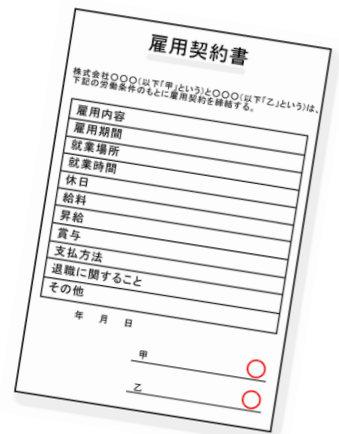 雇用契約書
株式会社〇〇〇(以下「甲」という)と〇〇〇(以下「乙」という)は、
下記の労働条件のもとに雇用契約を締結する。
雇用内容
雇用期間
就業場所
就業時間
休日
給料
昇給
賞与
支払方法
退職に関すること
その他
年 月 日
甲
乙